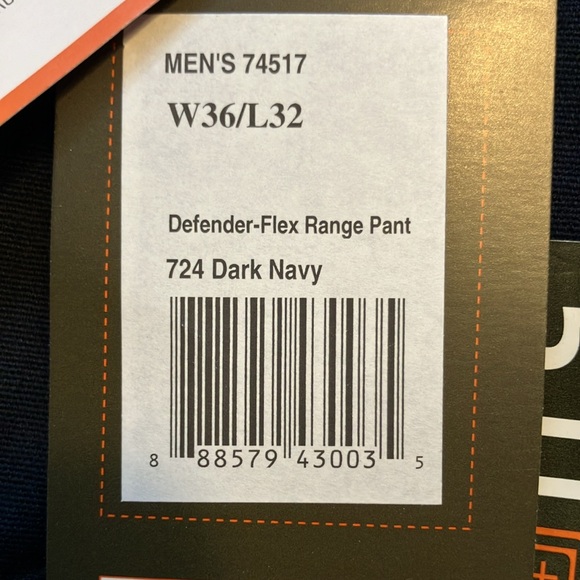 MEN'S 74517
W36/L32
Defender-Flex Range Pant
724 Dark Navy
8 88579 43003 5